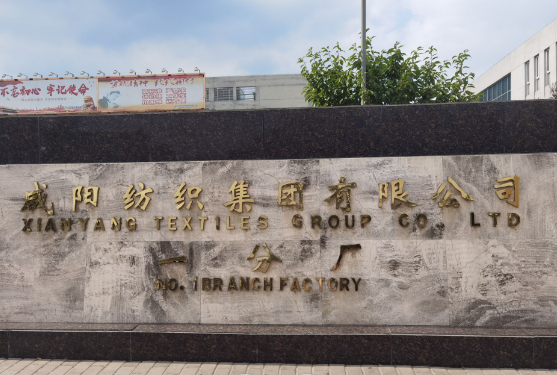 不忘初心 牢记使命
咸阳纺织集团有限公司
XIANYANG TEXTILES GROUP CO., LTD
一分厂
NO. 1 BRANCH FACTORY